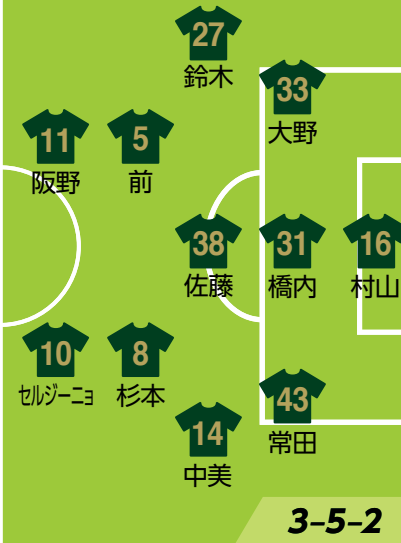 27
鈴木
33
大野
11
阪野
5
前
38
佐藤
31
橋内
16
村山
10
セルジーニョ
8
杉本
43
常田
14
中美
3-5-2